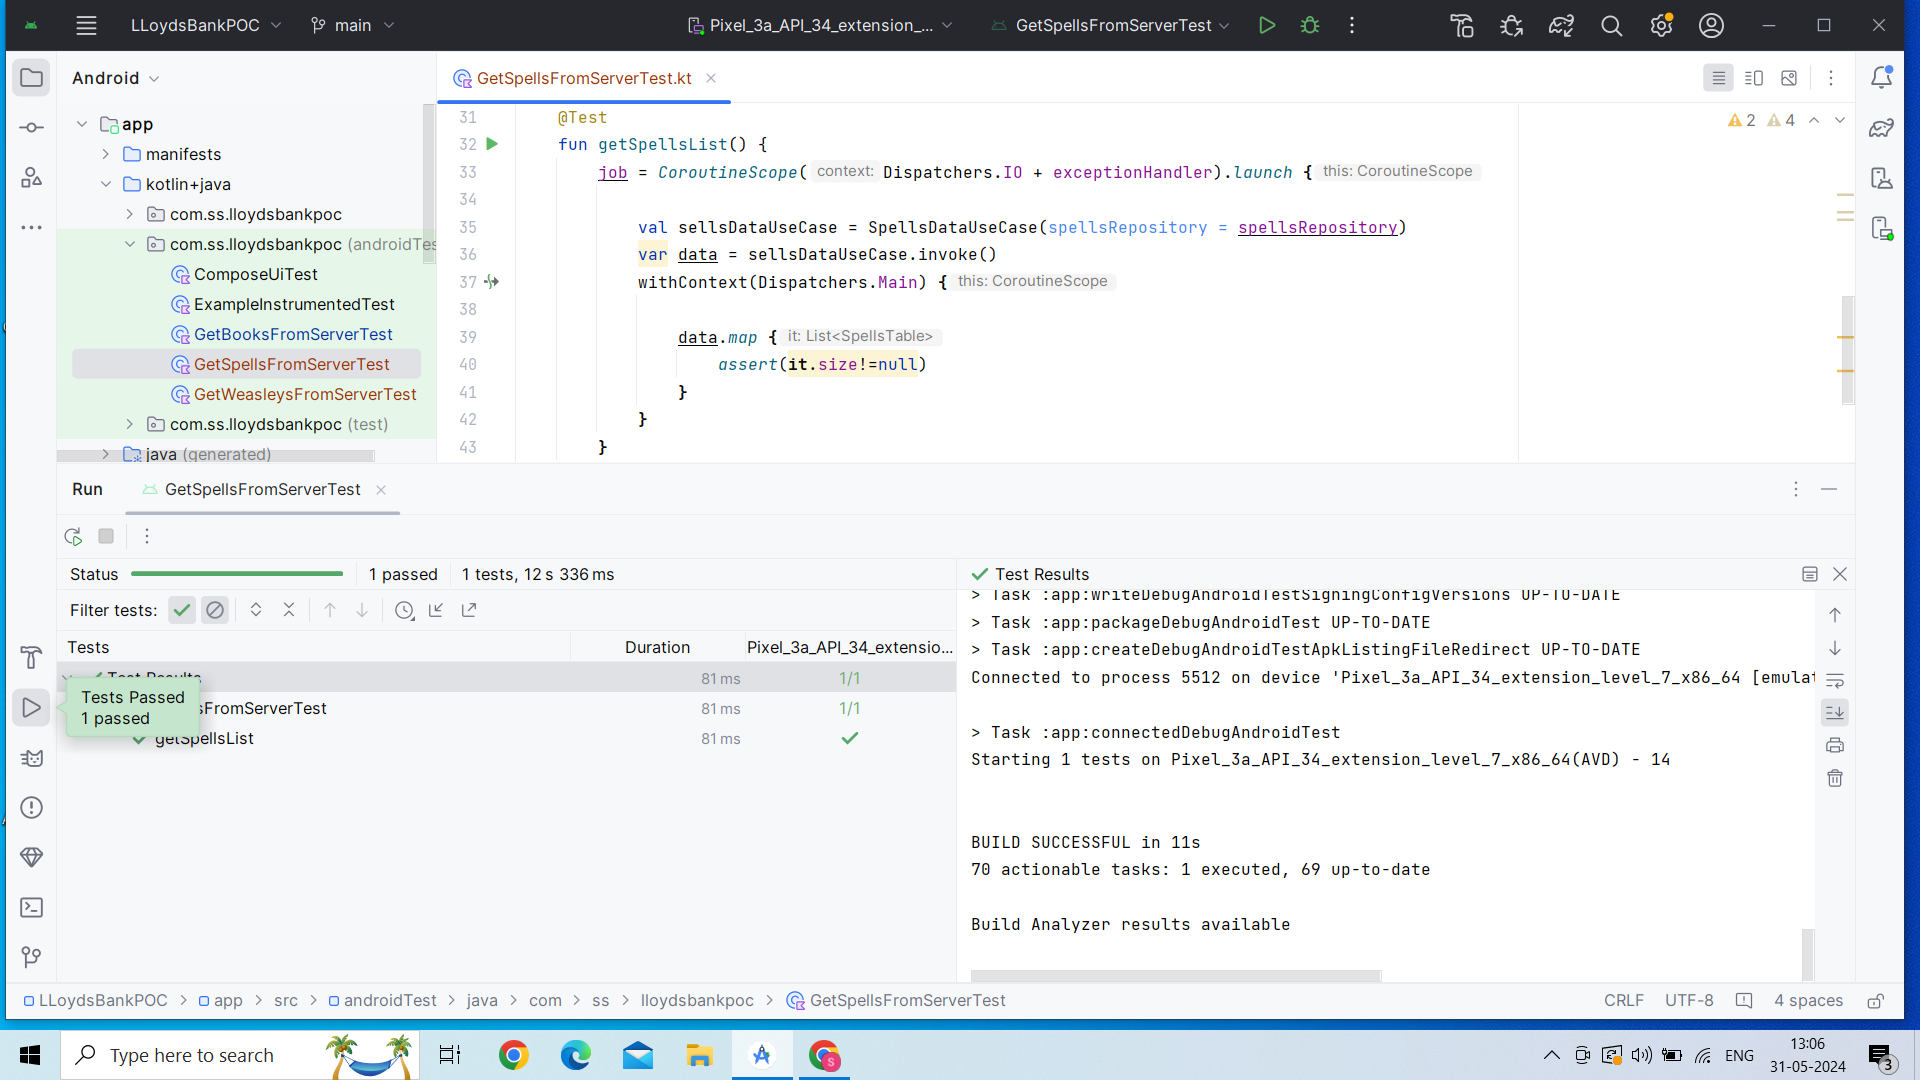 LLoydsBankPOC
main
Pixel_3a_API_34_extension_...
GetSpellsFromServerTest
Android
GetSpellsFromServerTest.kt
app
manifests
kotlin+java
com.ss.lloydsbankpoc
com.ss.lloydsbankpoc (androidTes
ComposeUiTest
ExampleInstrumentedTest
GetBooksFromServerTest
GetSpellsFromServerTest
GetWeasleysFromServerTest
com.ss.lloydsbankpoc (test)
java (generated)
2 4
31 @Test
32 fun getSpellsList() {
33 job = CoroutineScope( context: Dispatchers.IO + exceptionHandler).launch { this: CoroutineScope
34
35 val sellsDataUseCase = SpellsDataUseCase(spellsRepository = spellsRepository)
36 var data = sellsDataUseCase.invoke()
37 withContext(Dispatchers.Main) { this: CoroutineScope
38
39 data.map { it: List<SpellsTable>
40 assert(it.size!=null)
41 }
42 }
43 }
Run
GetSpellsFromServerTest
Status
1 passed
1 tests, 12 s 336 ms
Filter tests:
Tests
Duration
Pixel_3a_API_34_extensio...
Test Results
81 ms
1/1
Tests Passed
1 passed
sFromServerTest
81 ms
1/1
getSpellsList
81 ms
Test Results
> Task :app:writeDebugAndroidTestSigningConfigVersions UP-TO-DATE
> Task :app:packageDebugAndroidTest UP-TO-DATE
> Task :app:createDebugAndroidTestApkListingFileRedirect UP-TO-DATE
Connected to process 5512 on device 'Pixel_3a_API_34_extension_level_7_x86_64 [emulat
> Task :app:connectedDebugAndroidTest
Starting 1 tests on Pixel_3a_API_34_extension_level_7_x86_64(AVD) - 14
BUILD SUCCESSFUL in 11s
70 actionable tasks: 1 executed, 69 up-to-date
Build Analyzer results available
LLoydsBankPOC > app > src > androidTest > java > com > ss > lloydsbankpoc > GetSpellsFromServerTest
CRLF
UTF-8
4 spaces
Type here to search
S
ENG
13:06
31-05-2024
3